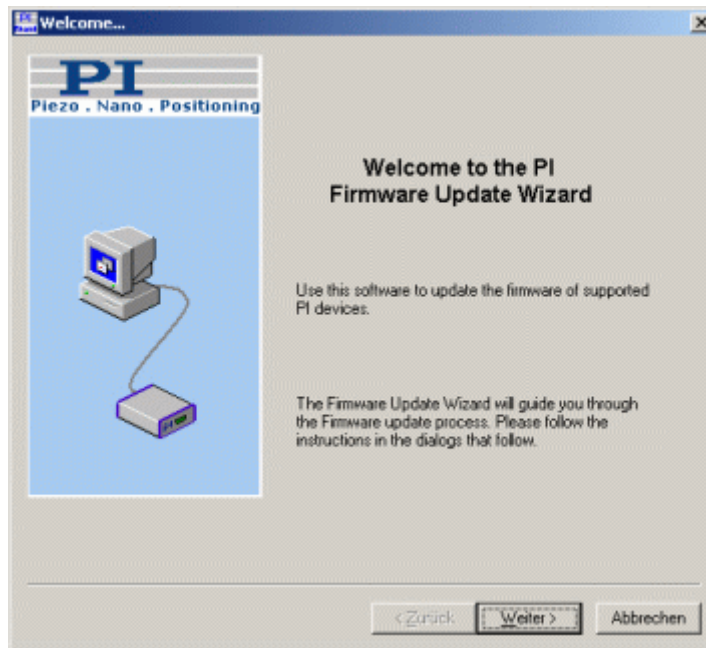 Welcome...
PI
Piezo . Nano . Positioning
Welcome to the PI
Firmware Update Wizard
Use this software to update the firmware of supported
PI devices.
The Firmware Update Wizard will guide you through
the Firmware update process. Please follow the
instructions in the dialogs that follow.
< Zurück
Weiter >
Abbrechen